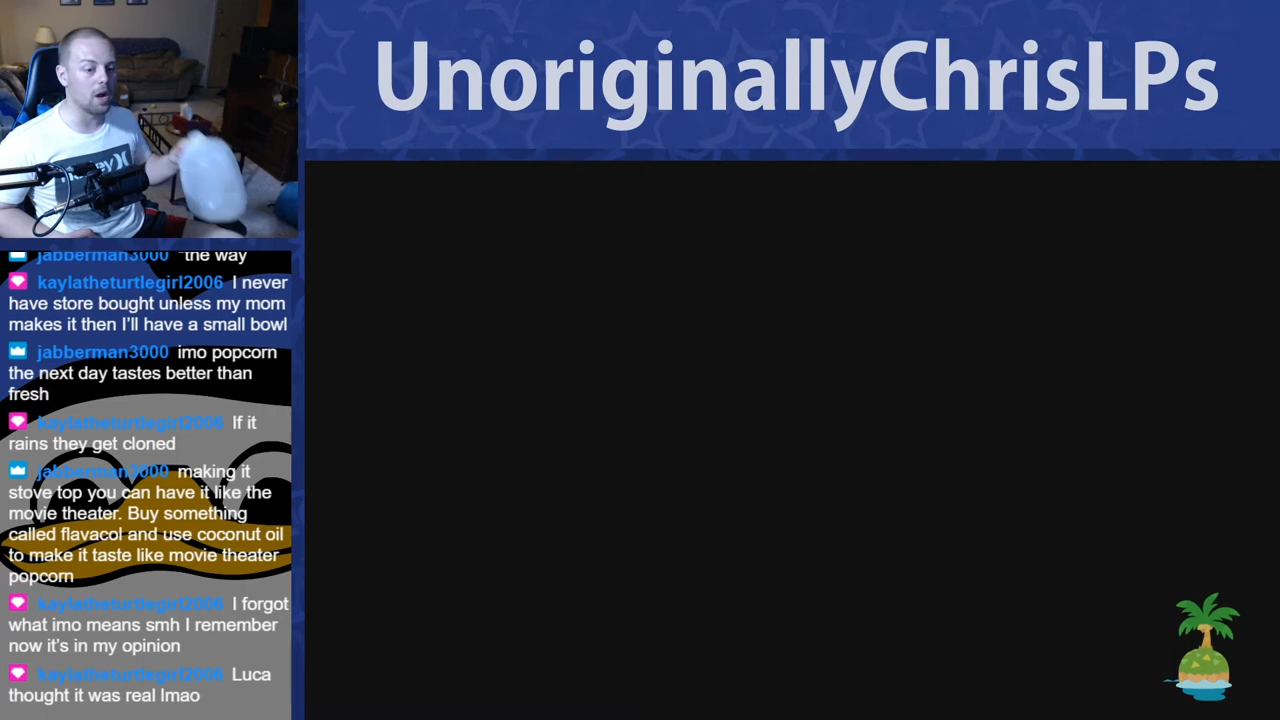 UnoriginallyChrisLPs
jabberman3000 *the way
kaylatheturtlegirl2006 I never
have store bought unless my mom
makes it then I’ll have a small bowl
jabberman3000 imo popcorn
the next day tastes better than
fresh
kaylatheturtlegirl2006 If it
rains they get cloned
jabberman3000 making it
stove top you can have it like the
movie theater. Buy something
called flavacol and use coconut oil
to make it taste like movie theater
popcorn
kaylatheturtlegirl2006 I forgot
what imo means smh I remember
now it's in my opinion
kaylatheturtlegirl2006 Luca
thought it was real lmao